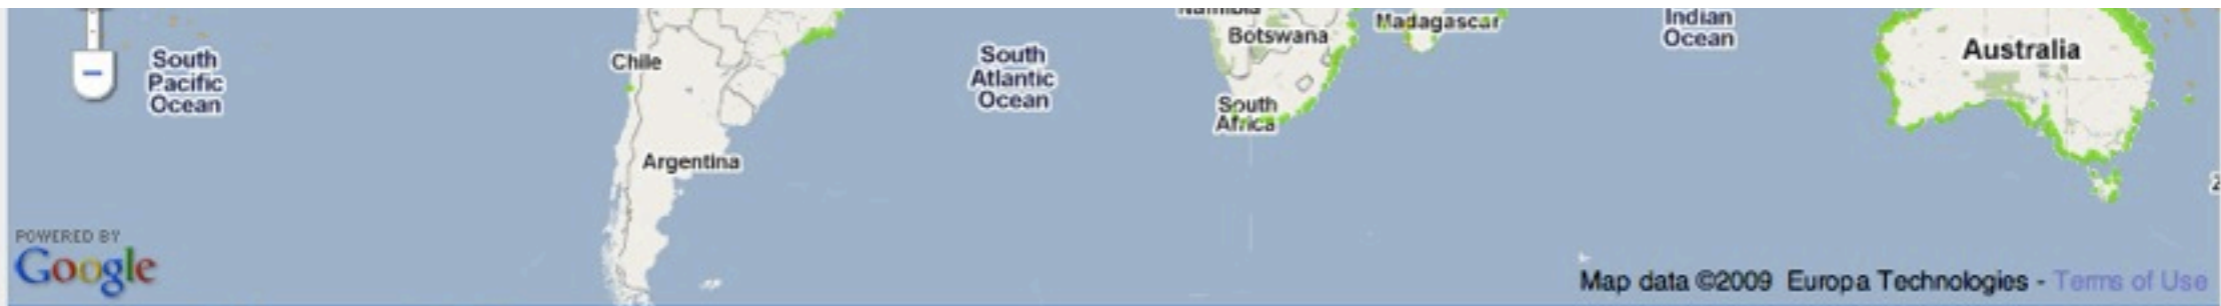 Namibia
Madagascar
Indian
Ocean
Botswana
Australia
South
Pacific
Ocean
Chile
South
Atlantic
Ocean
South
Africa
Argentina
POWERED BY
Google
Map data ©2009 Europa Technologies - Terms of Use